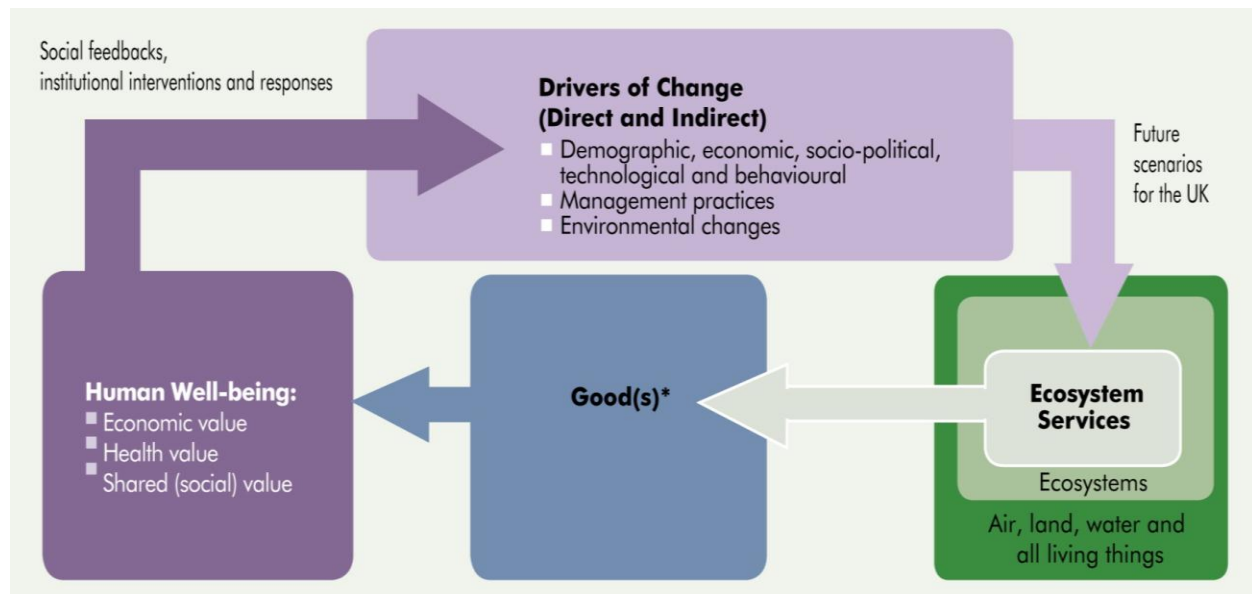 Social feedbacks,
institutional interventions and responses
Drivers of Change
(Direct and Indirect)
Demographic, economic, socio-political,
technological and behavioural
Management practices
Environmental changes
Future
scenarios
for the UK
Human Well-being:
Economic value
Health value
Shared (social) value
Good(s)*
Ecosystem
Services
Ecosystems
Air, land, water and
all living things